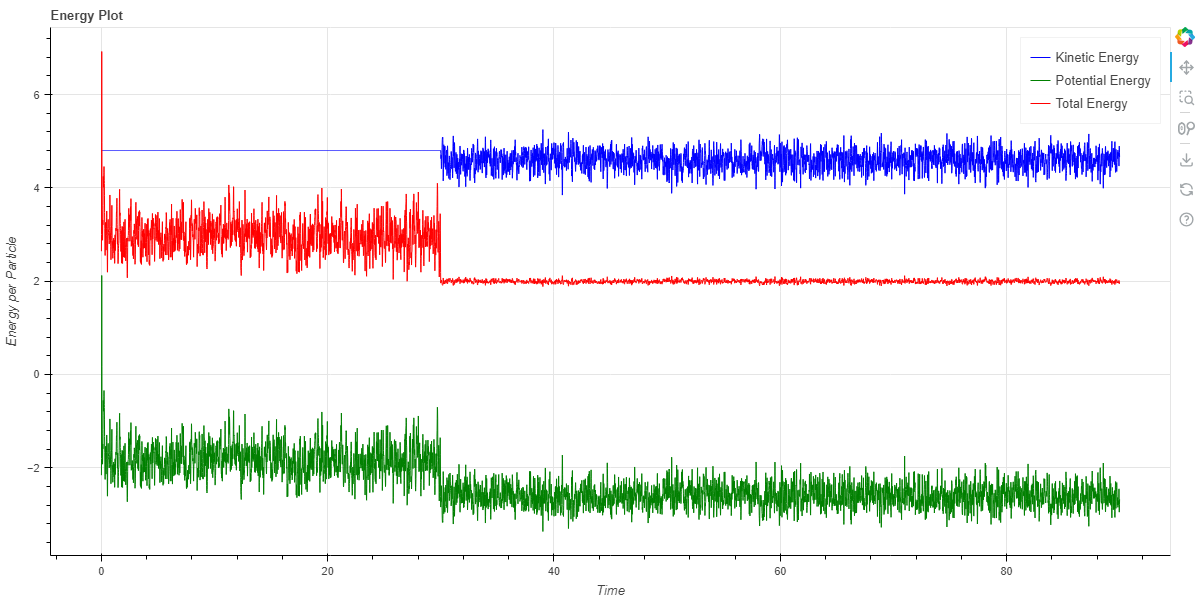 Energy Plot
Kinetic Energy
Potential Energy
Total Energy
6
4
2
0
−2
Energy per Particle
0 20 40 60 80
Time